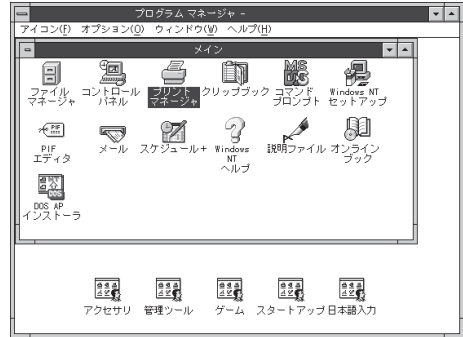 プログラム マネージャ -
アイコン(F) オプション(O) ウィンドウ(W) ヘルプ(H)
メイン
ファイル マネージャ
コントロール パネル
プリント マネージャ
クリップブック
MS DOS
コマンド プロンプト
Windows NT セットアップ
PIF
PIF エディタ
メール
スケジュール+
Windows NT ヘルプ
説明ファイル
オンライン ブック
NT
DOS
DOS AP インストーラ
アクセサリ
管理ツール
ゲーム
スタートアップ
日本語入力